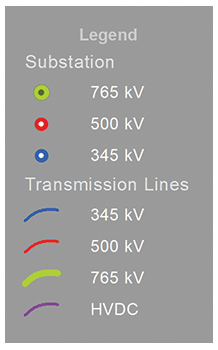 Legend
Substation
765 kV
500 kV
345 kV
Transmission Lines
345 kV
500 kV
765 kV
HVDC